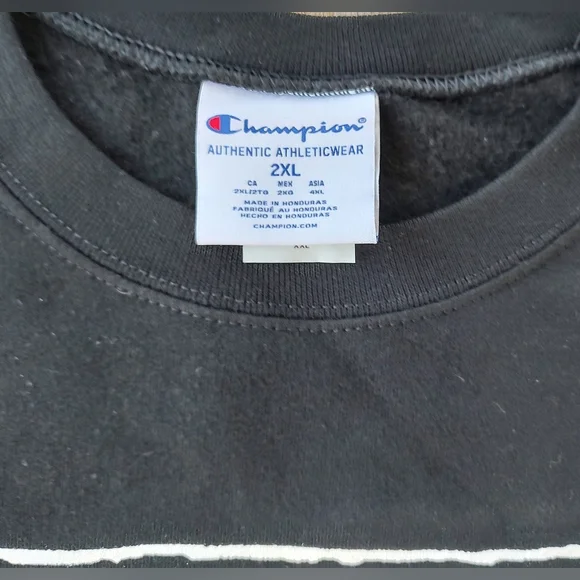 Champion®
AUTHENTIC ATHLETICWEAR
2XL
CA MEX ASIA
2XL/2TG 2XG 4XL
MADE IN HONDURAS
FABRIQUÉ AU HONDURAS
HECHO EN HONDURAS
CHAMPION.COM
XXL